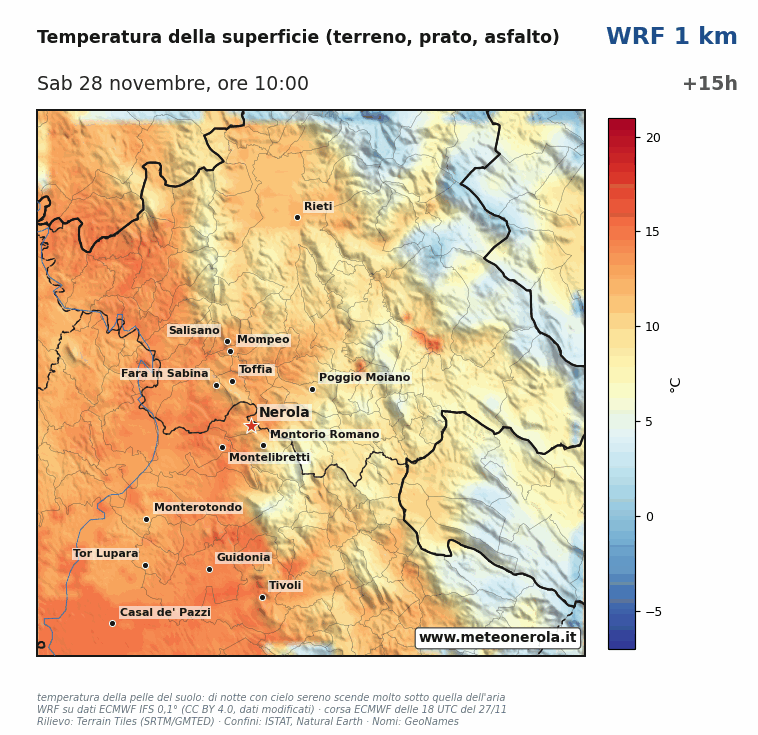 Temperatura della superficie (terreno, prato, asfalto)
WRF 1 km
Sab 28 novembre, ore 10:00
+15h
20
15
10
5
0
−5
°C
Rieti
Salisano
Mompeo
Fara in Sabina
Toffia
Poggio Moiano
Nerola
Montorio Romano
Montelibretti
Monterotondo
Tor Lupara
Guidonia
Tivoli
Casal de' Pazzi
www.meteonerola.it
temperatura della pelle del suolo: di notte con cielo sereno scende molto sotto quella dell'aria
WRF su dati ECMWF IFS 0,1° (CC BY 4.0, dati modificati) · corsa ECMWF delle 18 UTC del 27/11
Rilievo: Terrain Tiles (SRTM/GMTED) · Confini: ISTAT, Natural Earth · Nomi: GeoNames